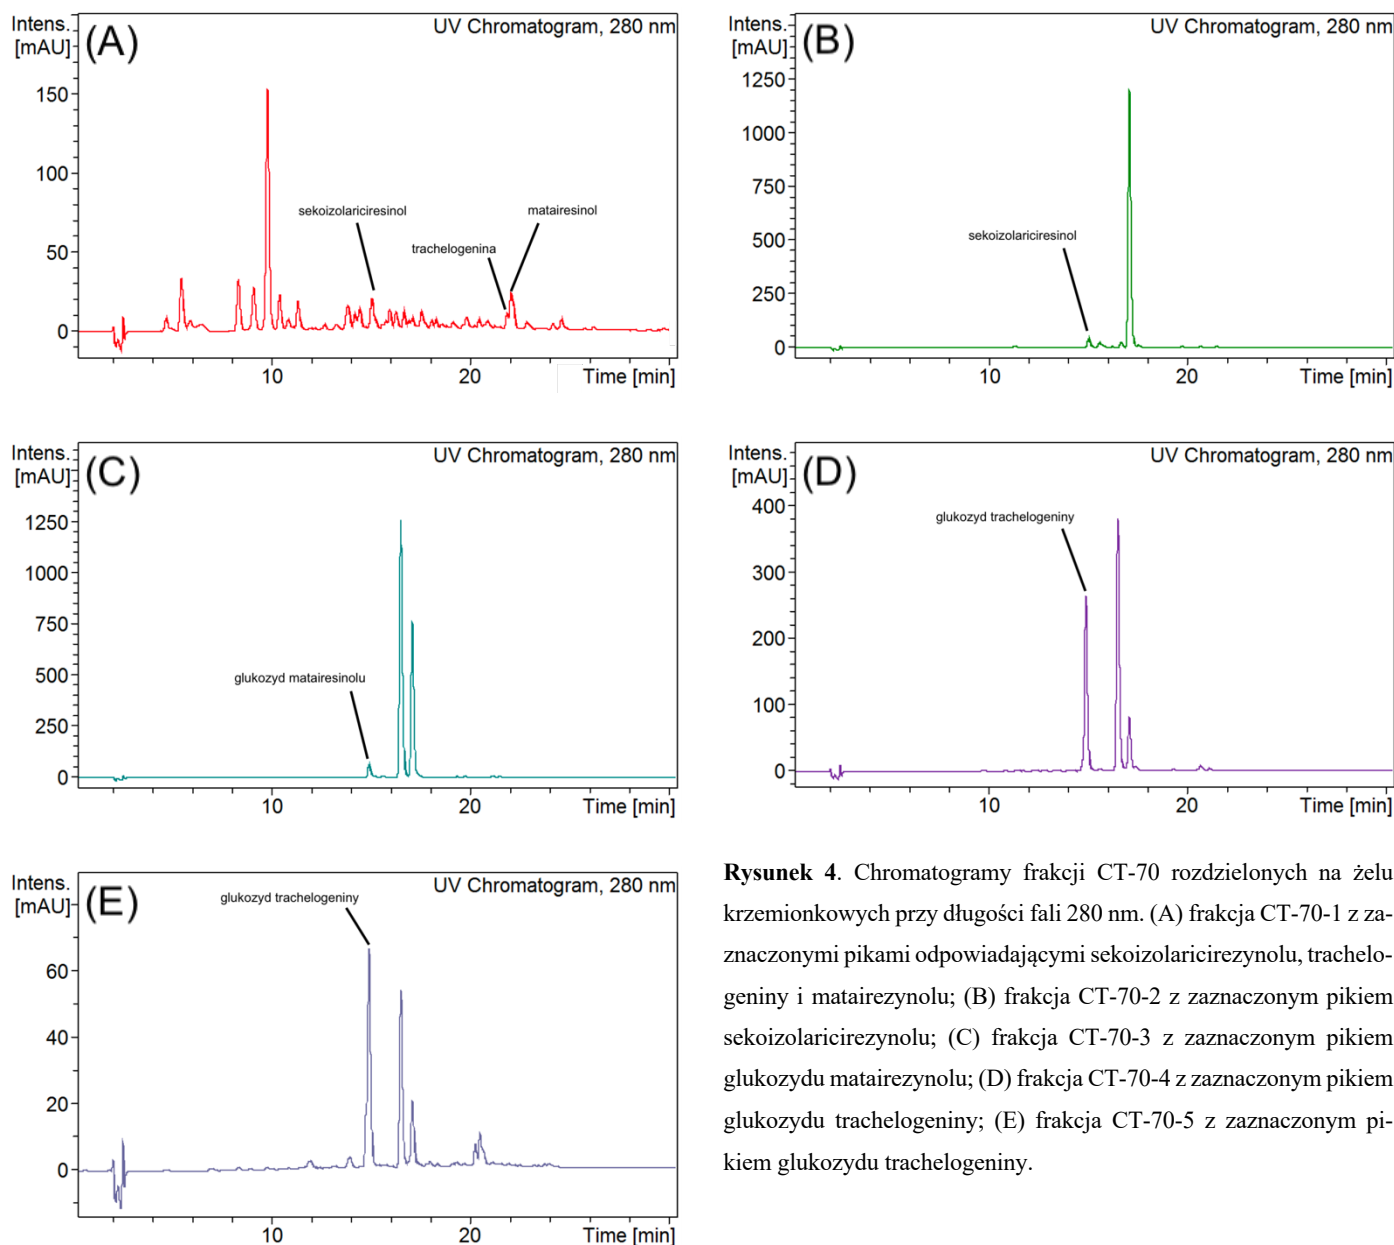 Intens.
[mAU]
(A)
UV Chromatogram, 280 nm
150
100
50
0
sekoizolariciresinol
trachelogenina
matairesinol
10
20
Time [min]
Intens.
[mAU]
(B)
UV Chromatogram, 280 nm
1250
1000
750
500
250
0
sekoizolariciresinol
10
20
Time [min]
Intens.
[mAU]
(C)
UV Chromatogram, 280 nm
1250
1000
750
500
250
0
glukozyd matairesinolu
10
20
Time [min]
Intens.
[mAU]
(D)
UV Chromatogram, 280 nm
400
300
200
100
0
glukozyd trachelogeniny
10
20
Time [min]
Intens.
[mAU]
(E)
UV Chromatogram, 280 nm
60
40
20
0
glukozyd trachelogeniny
10
20
Time [min]
Rysunek 4. Chromatogramy frakcji CT-70 rozdzielonych na żelu
krzemionkowych przy długości fali 280 nm. (A) frakcja CT-70-1 z za-
znaczonymi pikami odpowiadającymi sekoizolaricirezynolu, trachelo-
geniny i matairezynolu; (B) frakcja CT-70-2 z zaznaczonym pikiem
sekoizolaricirezynolu; (C) frakcja CT-70-3 z zaznaczonym pikiem
glukozydu matairezynolu; (D) frakcja CT-70-4 z zaznaczonym pikiem
glukozydu trachelogeniny; (E) frakcja CT-70-5 z zaznaczonym pi-
kiem glukozydu trachelogeniny.